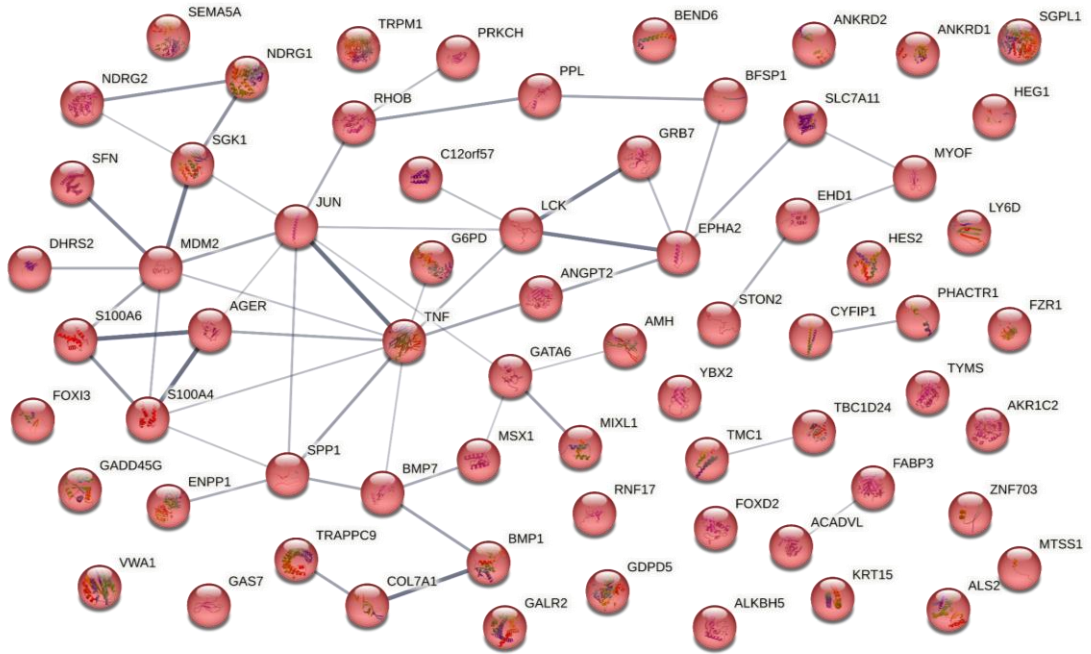 SEMA5A
TRPM1
PRKCH
BEND6
ANKRD2
ANKRD1
SGPL1
NDRG1
NDRG2
RHOB
PPL
BFSP1
SLC7A11
HEG1
SGK1
C12orf57
GRB7
MYOF
SFN
JUN
LCK
EHD1
LY6D
DHRS2
MDM2
G6PD
EPHA2
HES2
ANGPT2
S100A6
AGER
TNF
STON2
CYFIP1
PHACTR1
FZR1
AMH
GATA6
FOXI3
S100A4
YBX2
TYMS
TBC1D24
AKR1C2
MIXL1
MSX1
SPP1
TMC1
GADD45G
ENPP1
BMP7
FABP3
RNF17
FOXD2
ACADVL
ZNF703
TRAPPC9
BMP1
MTSS1
VWA1
GAS7
COL7A1
GDPD5
KRT15
ALS2
GALR2
ALKBH5